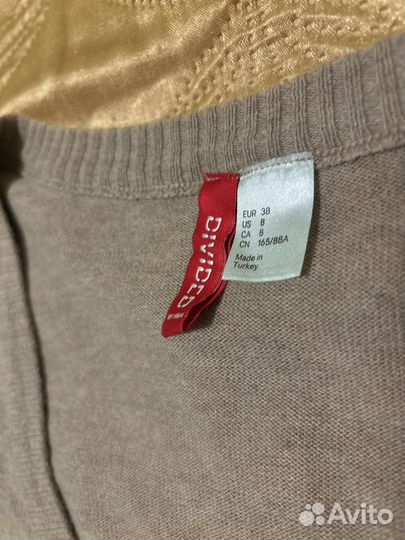 DIVIDED
H&M
EUR 38
US 8
CA 8
CN 165/88A
Made in
Turkey
Avito